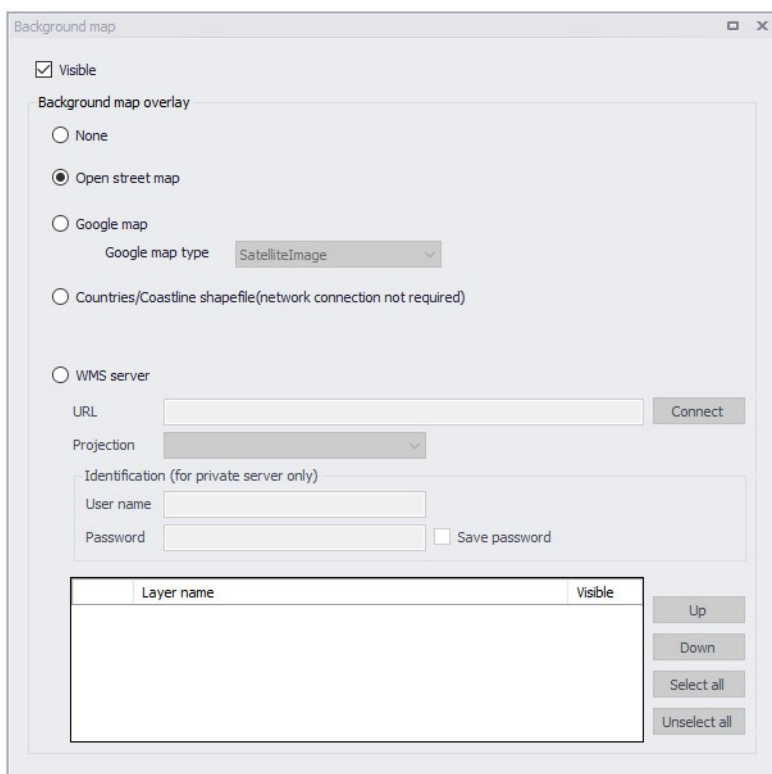 Background map
Visible
Background map overlay
None
Open street map
Google map
Google map type SatelliteImage
Countries/Coastline shapefile(network connection not required)
WMS server
URL Connect
Projection
Identification (for private server only)
User name
Password Save password
Layer name Visible
Up
Down
Select all
Unselect all